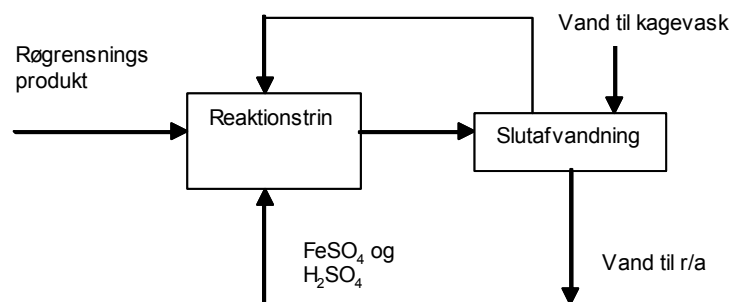 Vand til kagevask
Røgrensnings
produkt
Reaktionstrin
Slutafvandning
FeSO₄ og
H₂SO₄
Vand til r/a